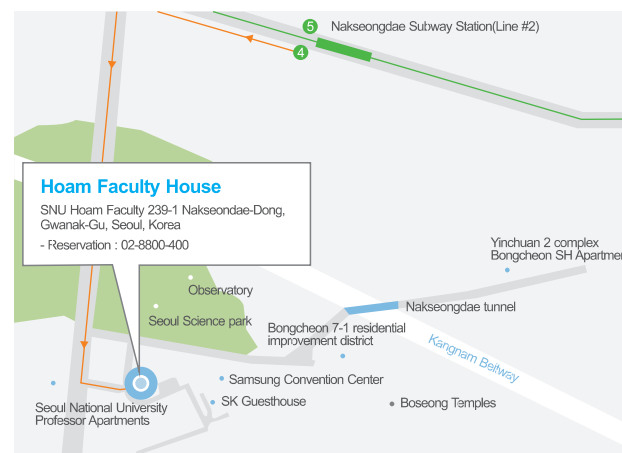 5
Nakseongdae Subway Station(Line #2)
4
Hoam Faculty House
SNU Hoam Faculty 239-1 Nakseondae-Dong,
Gwanak-Gu, Seoul, Korea
- Reservation : 02-8800-400
Yinchuan 2 complex
Bongcheon SH Apartme
Observatory
Nakseongdae tunnel
Seoul Science park
Bongcheon 7-1 residential
improvement district
Kangnam Beltway
Samsung Convention Center
SK Guesthouse
Boseong Temples
Seoul National University
Professor Apartments